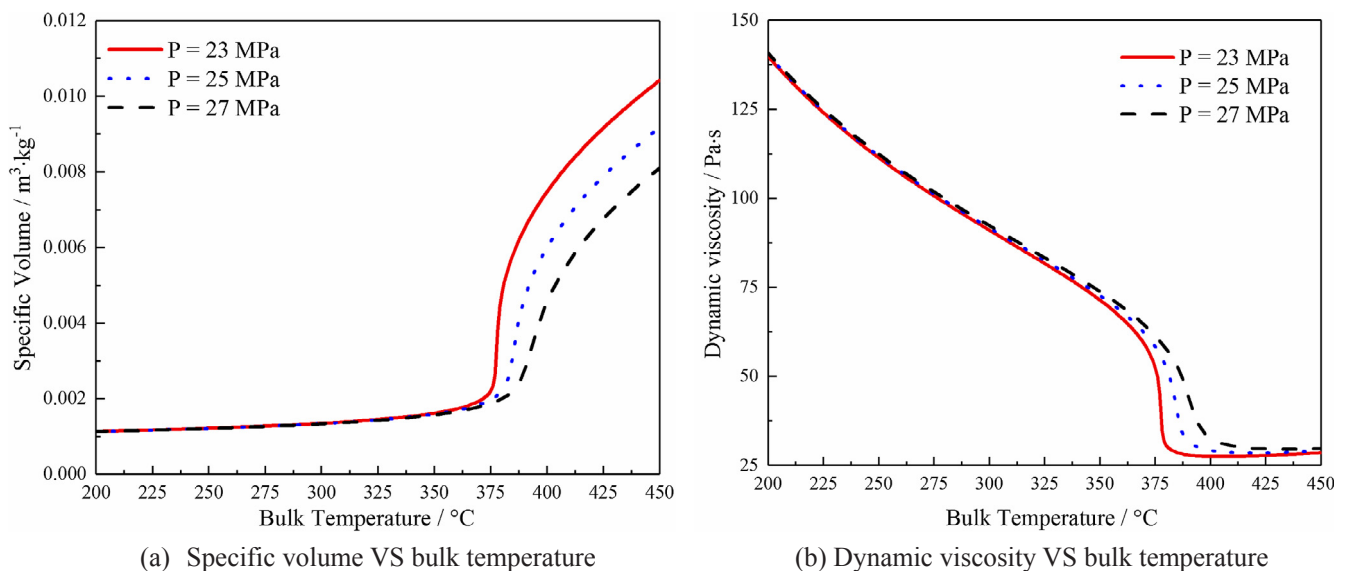 0.012
0.010
0.008
0.006
0.004
0.002
0.000
Specific Volume / m³·kg⁻¹
P = 23 MPa
P = 25 MPa
P = 27 MPa
200 225 250 275 300 325 350 375 400 425 450
Bulk Temperature / °C
(a) Specific volume VS bulk temperature
150
125
100
75
50
25
Dynamic viscosity / Pa·s
P = 23 MPa
P = 25 MPa
P = 27 MPa
200 225 250 275 300 325 350 375 400 425 450
Bulk Temperature / °C
(b) Dynamic viscosity VS bulk temperature